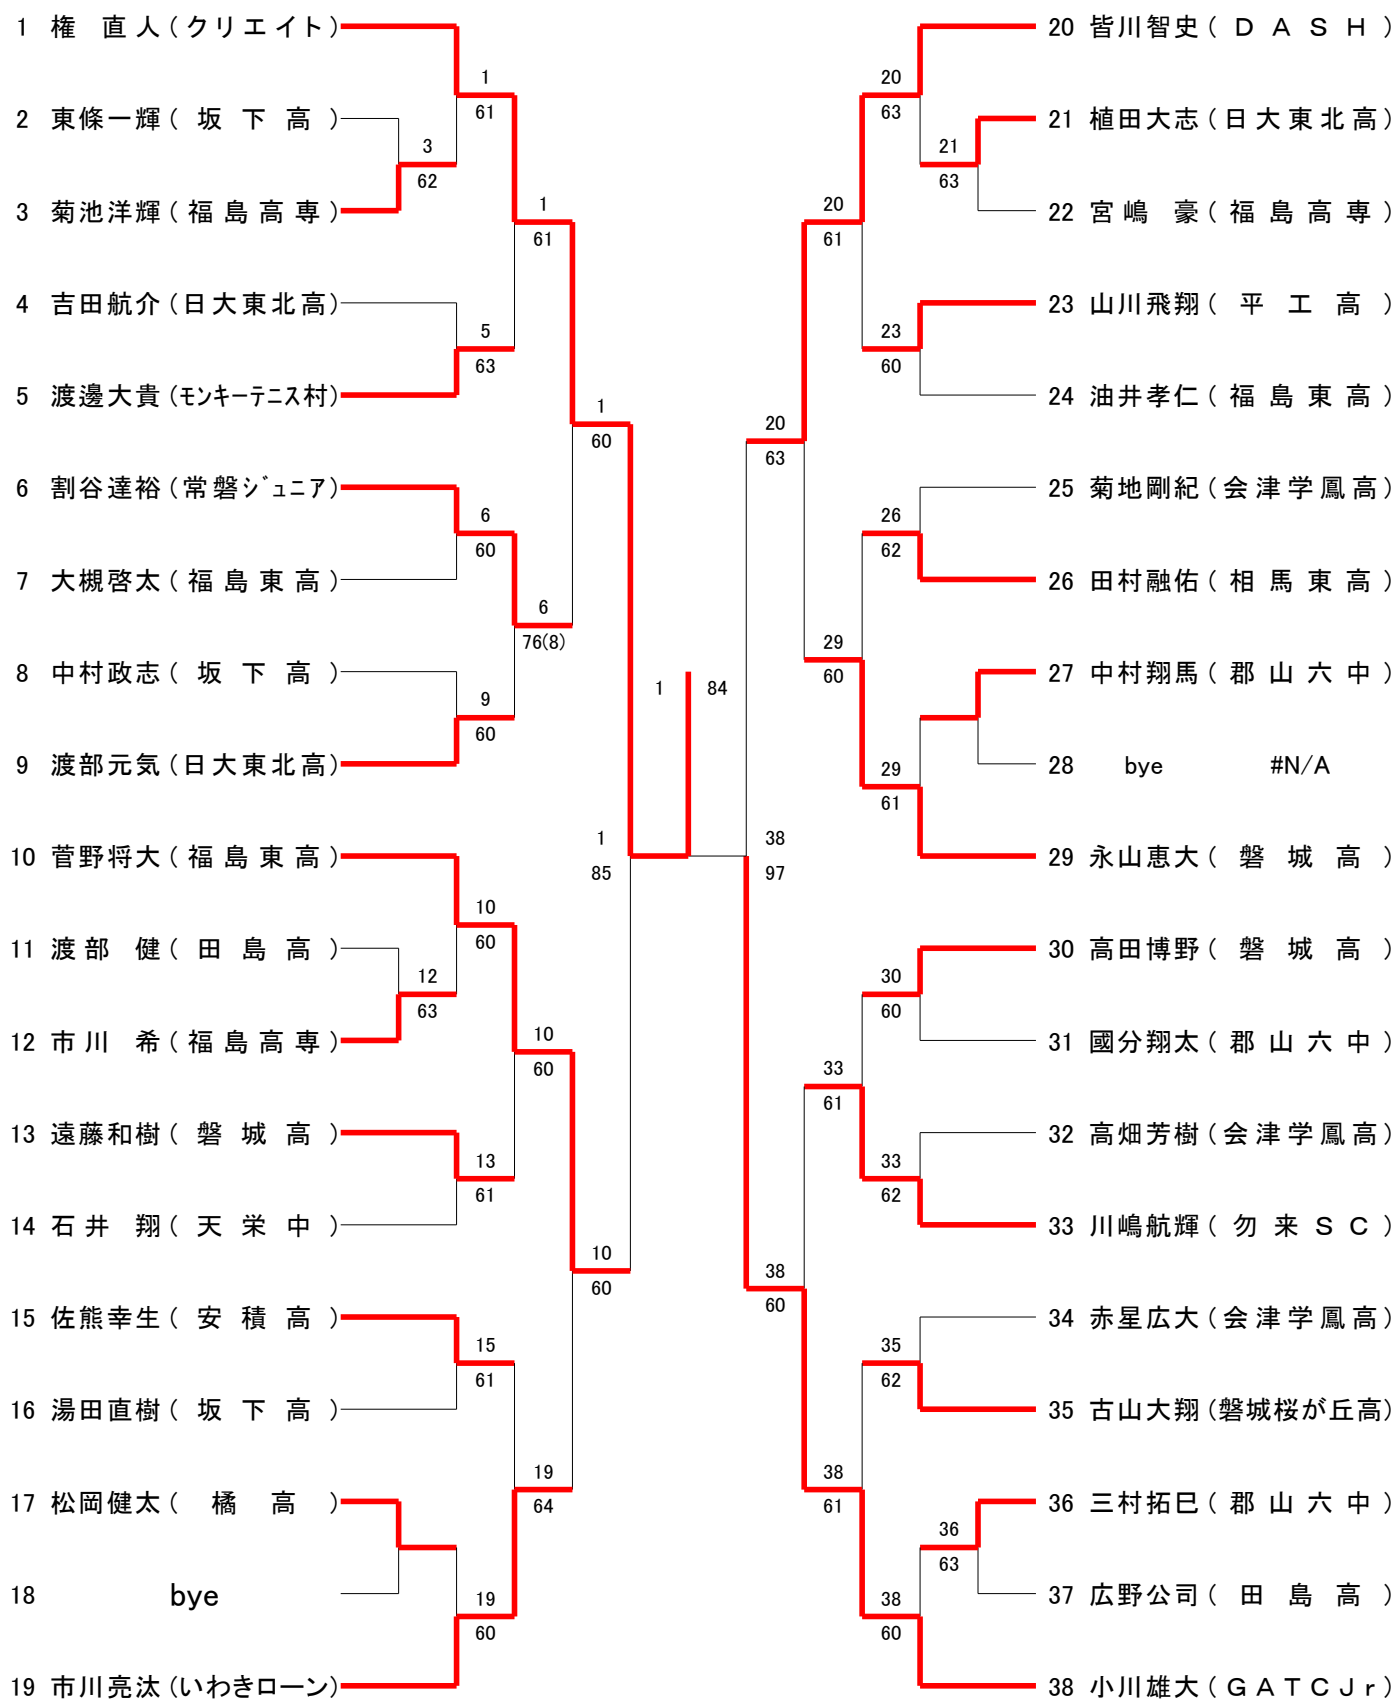 1 権 直人(クリエイト)
2 東條一輝( 坂 下 高 )
3 菊池洋輝(福島高専)
4 吉田航介(日大東北高)
5 渡邊大貴(モンキーテニス村)
6 割谷達裕(常磐ジュニア)
7 大槻啓太(福島東高)
8 中村政志( 坂 下 高 )
9 渡部元気(日大東北高)
10 菅野将大(福島東高)
11 渡部 健( 田 島 高 )
12 市川 希(福島高専)
13 遠藤和樹( 磐 城 高 )
14 石井 翔( 天 栄 中 )
15 佐熊幸生( 安 積 高 )
16 湯田直樹( 坂 下 高 )
17 松岡健太( 橘 高 )
18 bye
19 市川亮汰(いわきローン)
3
62
12
63
1
61
5
63
6
60
9
60
10
60
13
61
15
61
19
60
1
61
6
76(8)
10
60
19
64
1
60
10
60
1
85
1 84
38
97
20
63
38
60
20
61
29
60
33
61
38
61
20
63
23
60
26
62
29
61
30
60
33
62
35
62
38
60
21
63
36
63
20 皆川智史( D A S H )
21 植田大志(日大東北高)
22 宮嶋 豪(福島高専)
23 山川飛翔( 平 工 高 )
24 油井孝仁(福島東高)
25 菊地剛紀(会津学鳳高)
26 田村融佑(相馬東高)
27 中村翔馬(郡山六中)
28 bye #N/A
29 永山恵大( 磐 城 高 )
30 高田博野( 磐 城 高 )
31 國分翔太(郡山六中)
32 高畑芳樹(会津学鳳高)
33 川嶋航輝(勿来SC)
34 赤星広大(会津学鳳高)
35 古山大翔(磐城桜が丘高)
36 三村拓巳(郡山六中)
37 広野公司( 田 島 高 )
38 小川雄大(GATCJr)